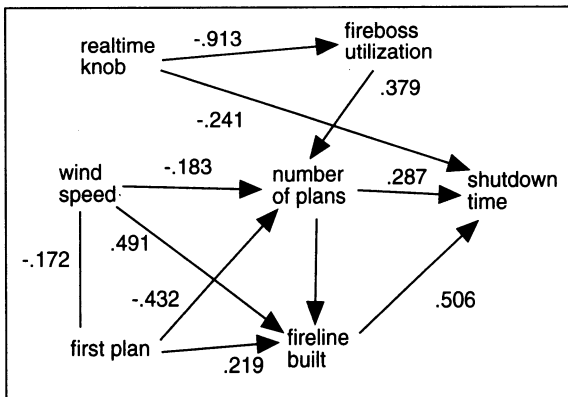 realtime
knob
-.913
fireboss
utilization
.379
-.241
wind
speed
-.183
number
of plans
.287
shutdown
time
-.172
.491
-.432
.506
first plan
.219
fireline
built